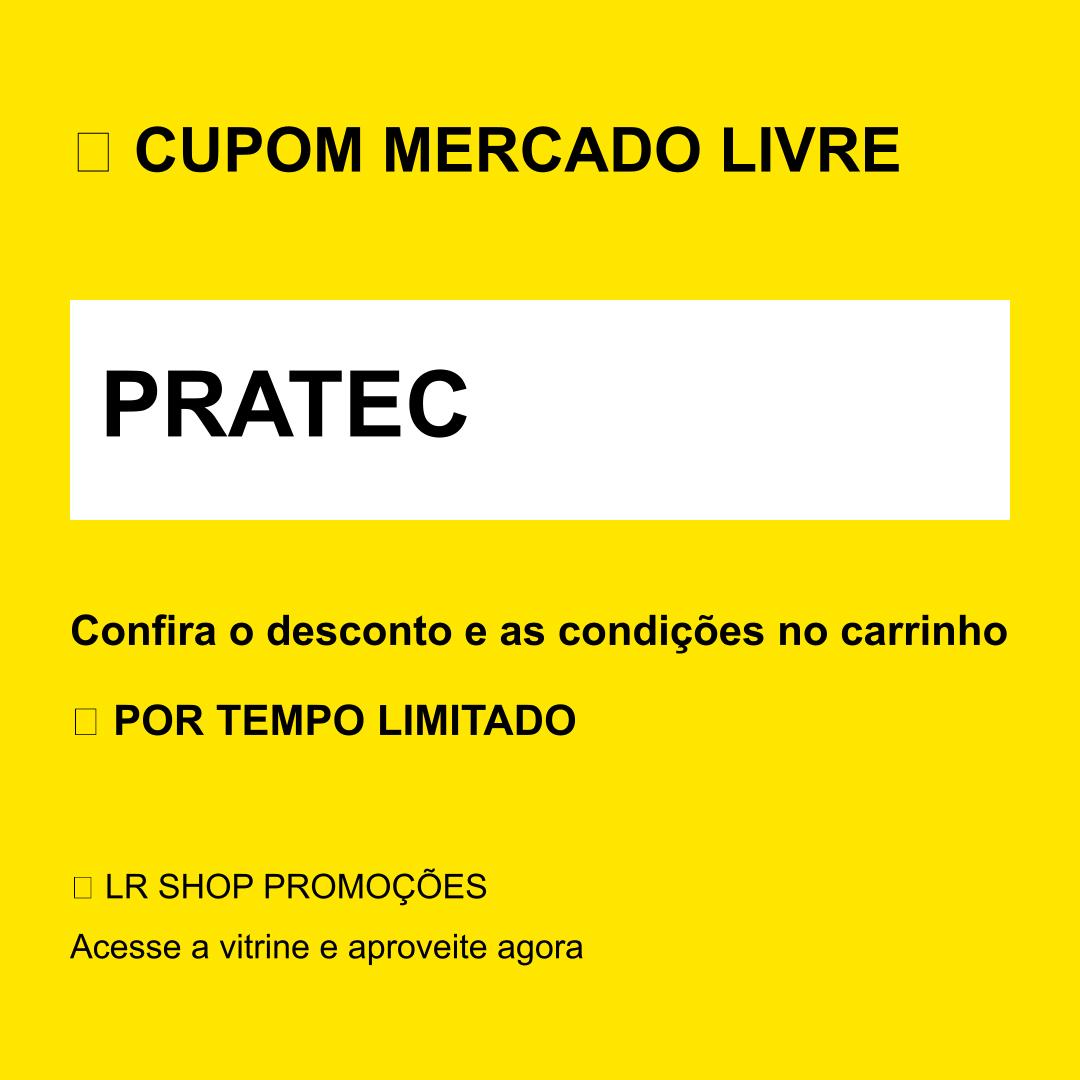 CUPOM MERCADO LIVRE
PRATEC
Confira o desconto e as condições no carrinho
POR TEMPO LIMITADO
LR SHOP PROMOÇÕES
Acesse a vitrine e aproveite agora